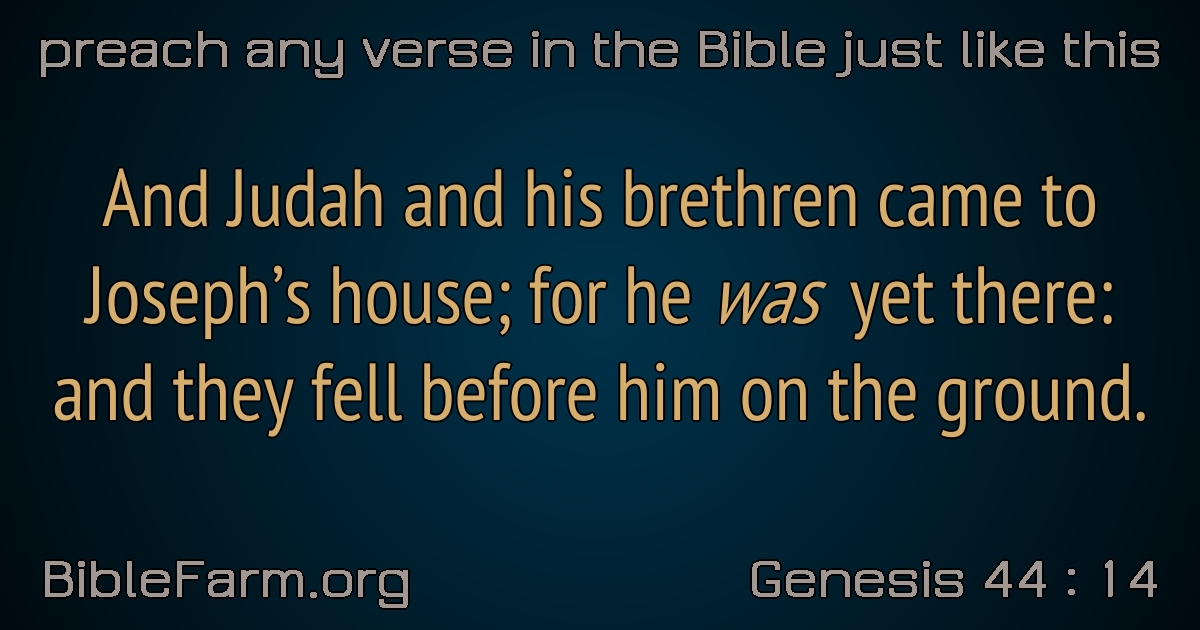 preach any verse in the Bible just like this
And Judah and his brethren came to
Joseph’s house; for he was yet there:
and they fell before him on the ground.
BibleFarm.org
Genesis 44 : 14